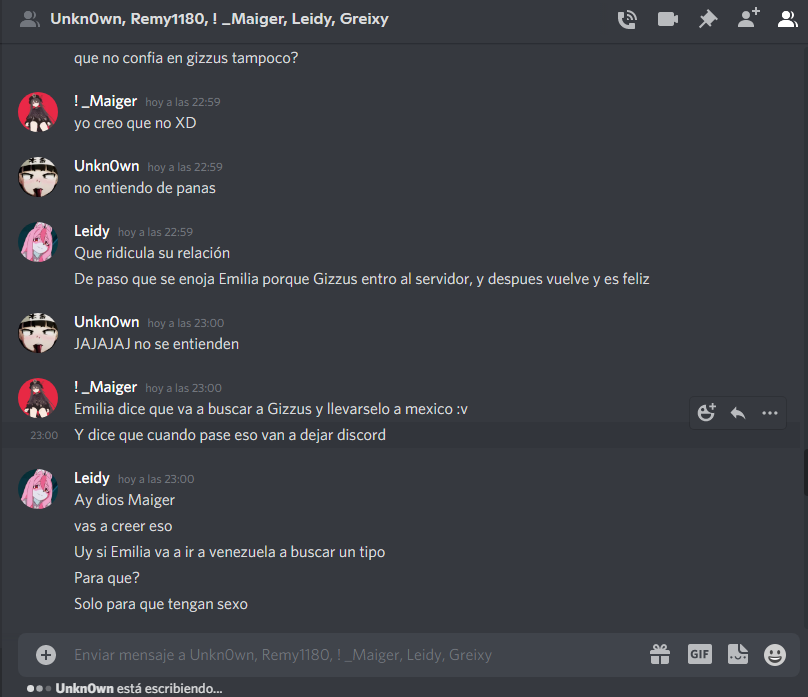 Unkn0wn, Remy1180, ! _Maiger, Leidy, Greixy
que no confia en gizzus tampoco?
! _Maiger hoy a las 22:59
yo creo que no XD
Unkn0wn hoy a las 22:59
no entiendo de panas
Leidy hoy a las 22:59
Que ridicula su relación
De paso que se enoja Emilia porque Gizzus entro al servidor, y despues vuelve y es feliz
Unkn0wn hoy a las 23:00
JAJAJAJ no se entienden
! _Maiger hoy a las 23:00
Emilia dice que va a buscar a Gizzus y llevarselo a mexico :v
23:00 Y dice que cuando pase eso van a dejar discord
Leidy hoy a las 23:00
Ay dios Maiger
vas a creer eso
Uy si Emilia va a ir a venezuela a buscar un tipo
Para que?
Solo para que tengan sexo
Enviar mensaje a Unkn0wn, Remy1180, ! _Maiger, Leidy, Greixy
GIF
Unkn0wn está escribiendo...